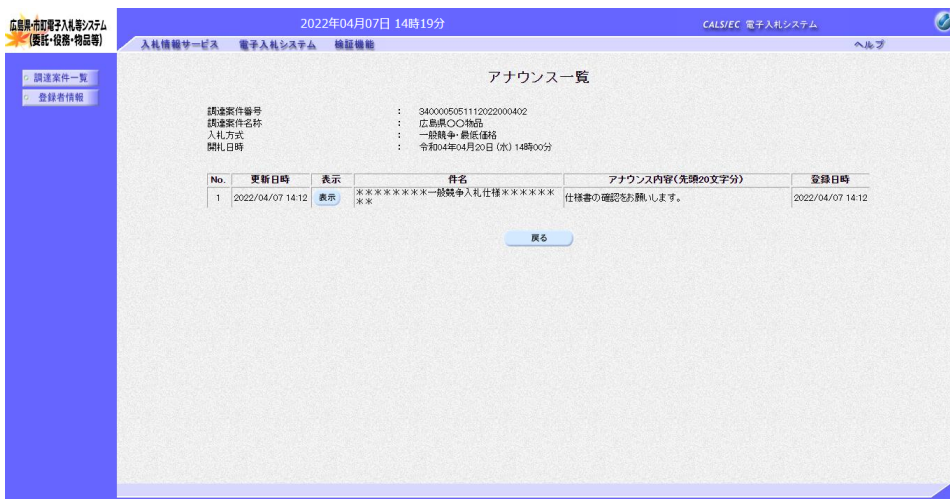 広島県・市町電子入札等システム
(委託・役務・物品等)
2022年04月07日 14時19分
CALS/EC 電子入札システム
入札情報サービス 電子入札システム 検証機能 ヘルプ
調達案件一覧
登録者情報
アナウンス一覧
調達案件番号 : 3400005051112022000402
調達案件名称 : 広島県〇〇物品
入札方式 : 一般競争・最低価格
開札日時 : 令和04年04月20日 (水) 14時00分
No. 更新日時 表示 件名 アナウンス内容(先頭20文字分) 登録日時
1 2022/04/07 14:12 表示 ********一般競争入札仕様****** 仕様書の確認をお願いします。 2022/04/07 14:12
**
戻る